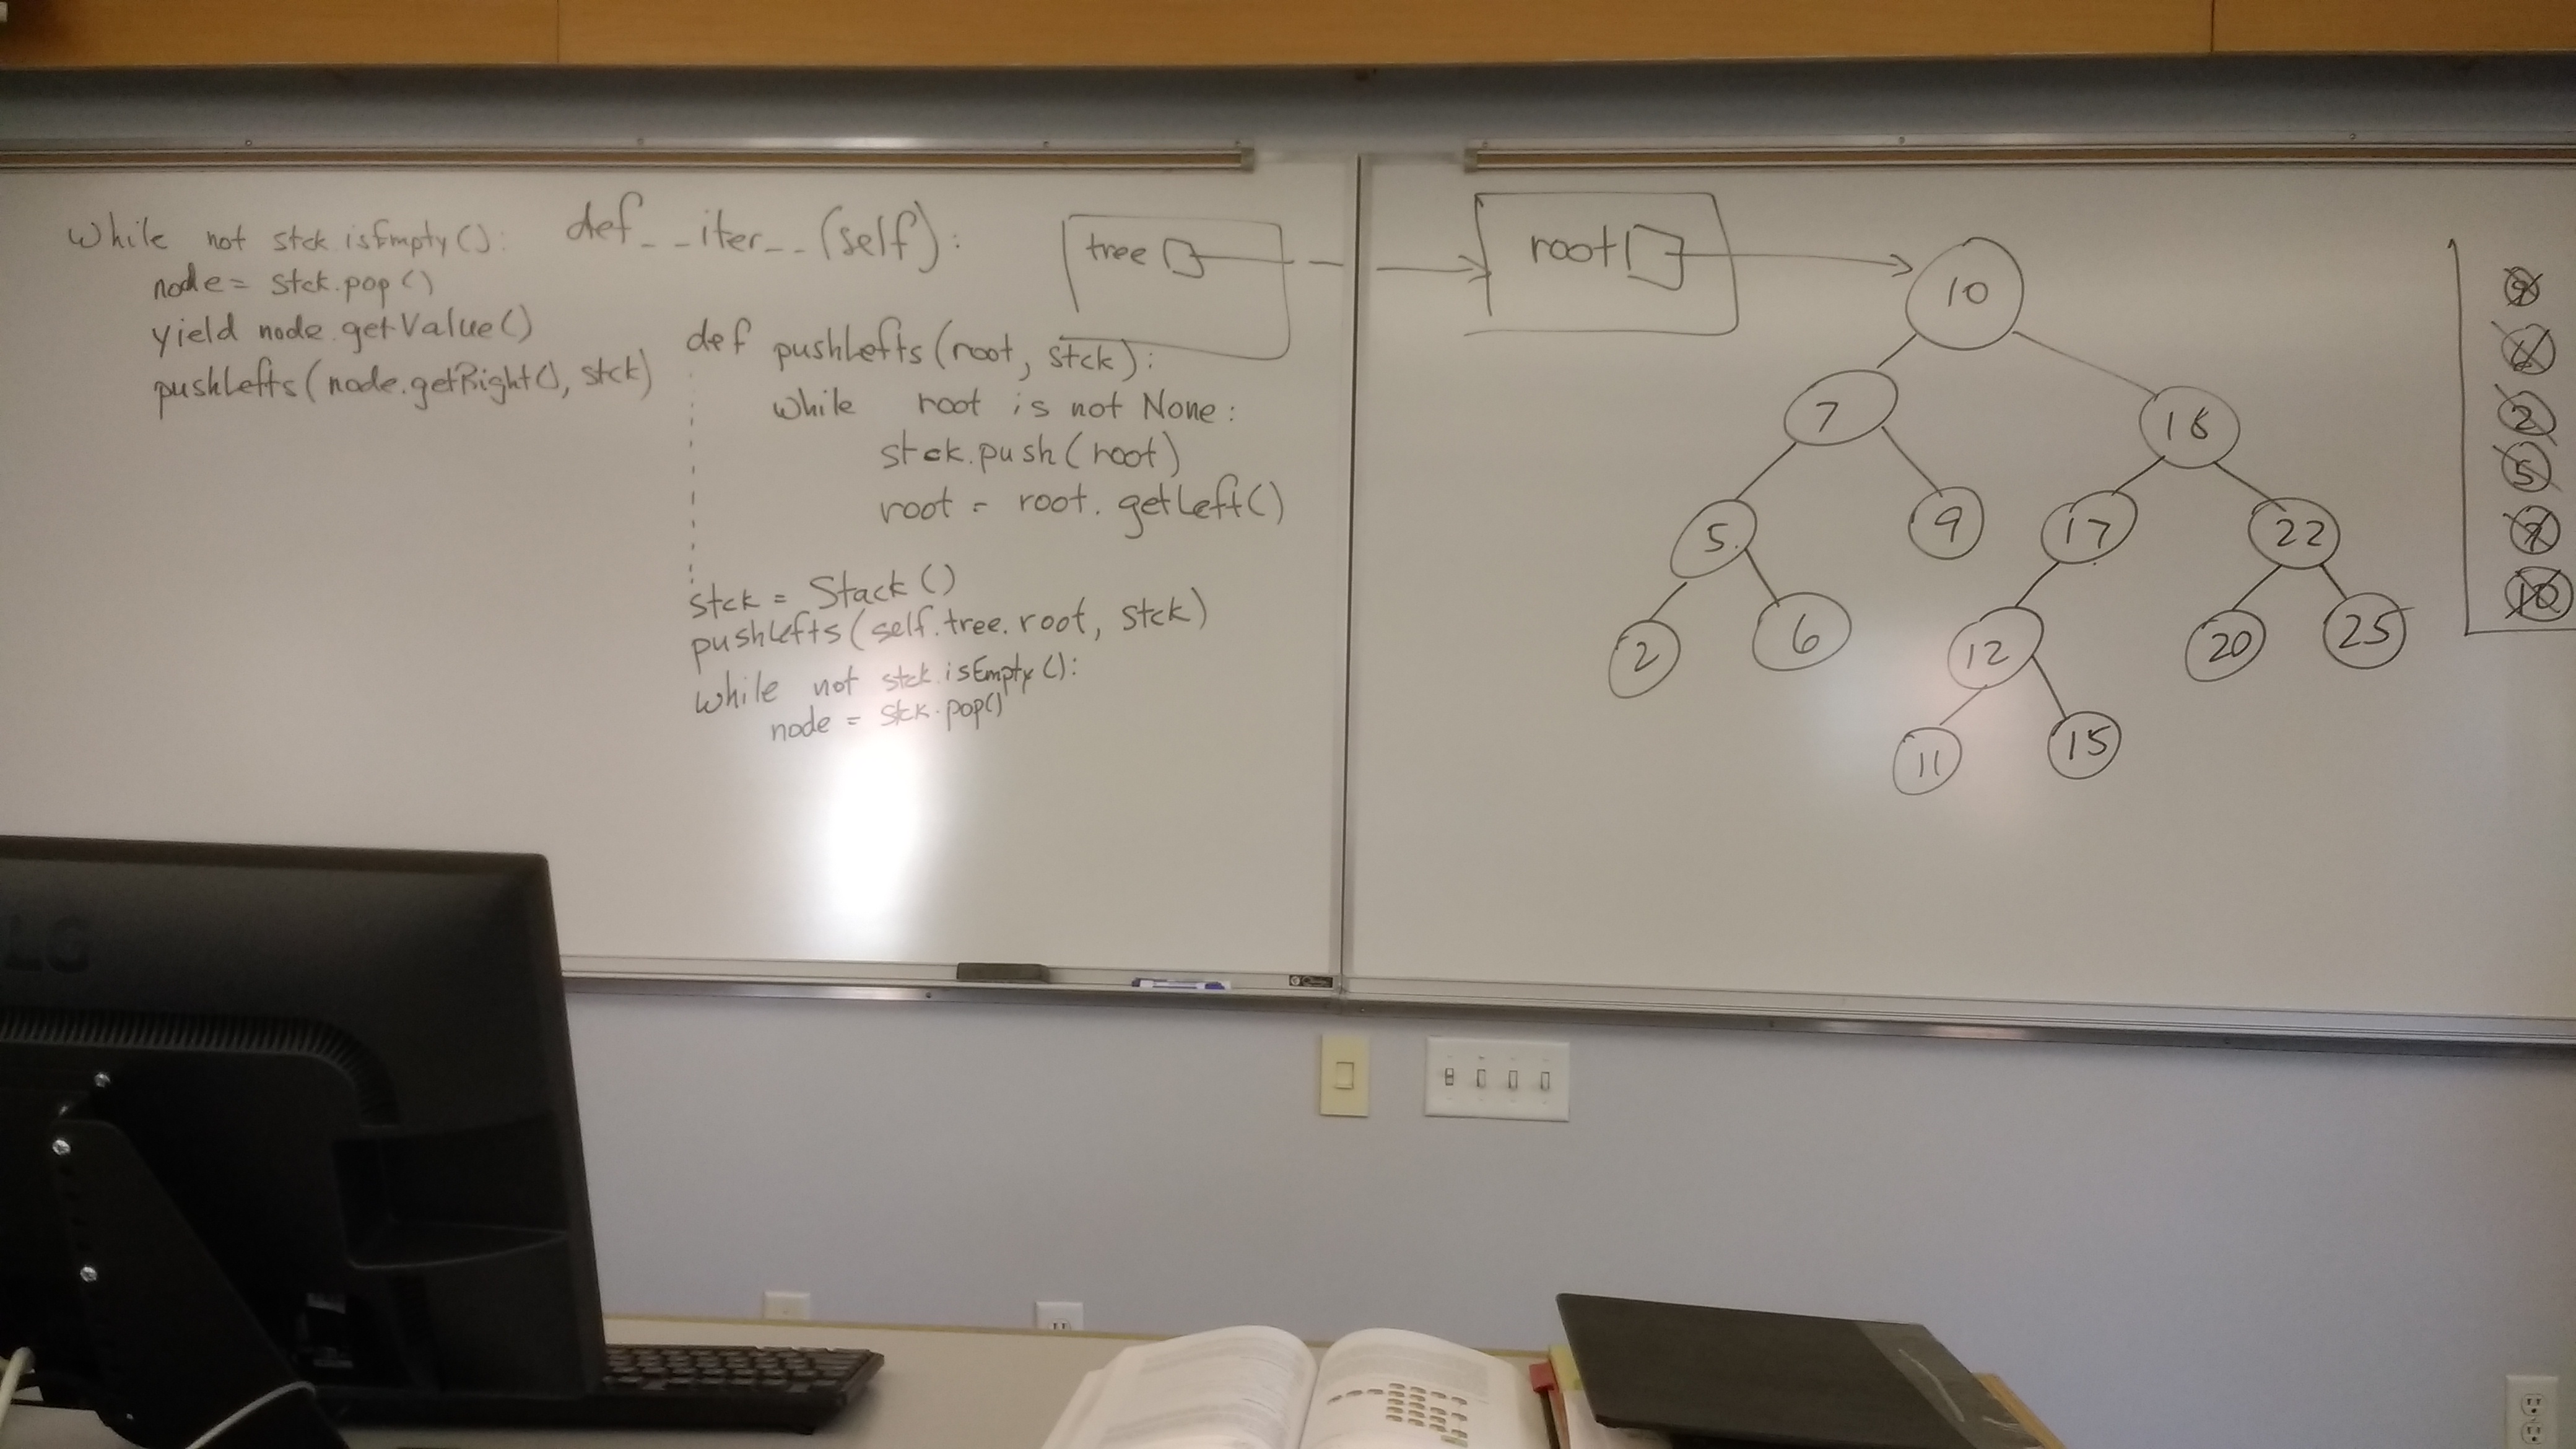 while not stck.isEmpty():
node = stck.pop()
yield node.getValue()
pushLefts(node.getRight(), stck)
def __iter__(self):
def pushLefts(root, stck):
while root is not None:
stck.push(root)
root = root.getLeft()
stck = Stack()
pushLefts(self.tree.root, stck)
while not stck.isEmpty():
node = stck.pop()
tree
root
10
7
18
5
9
17
22
2
6
12
20
25
11
15
9
6
2
5
7
10
LG